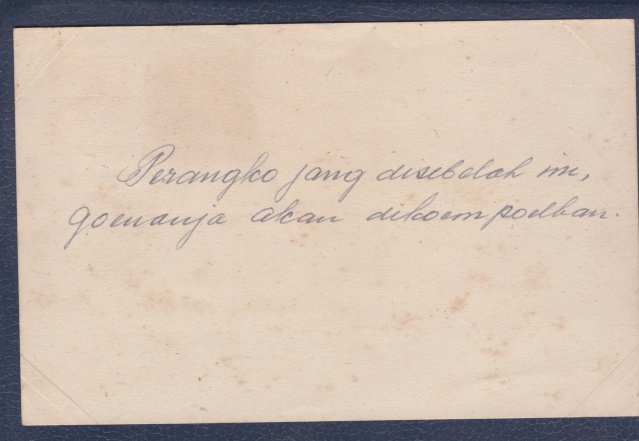 Perangko jang disebelah ini,
goenanja akan dikoempoelkan.